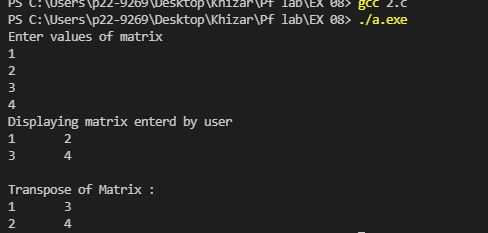 PS C:\Users\p22-9269\Desktop\Khizar\Pf lab\EX 08> gcc 2.c
PS C:\Users\p22-9269\Desktop\Khizar\Pf lab\EX 08> ./a.exe
Enter values of matrix
1
2
3
4
Displaying matrix enterd by user
1 2
3 4
Transpose of Matrix :
1 3
2 4